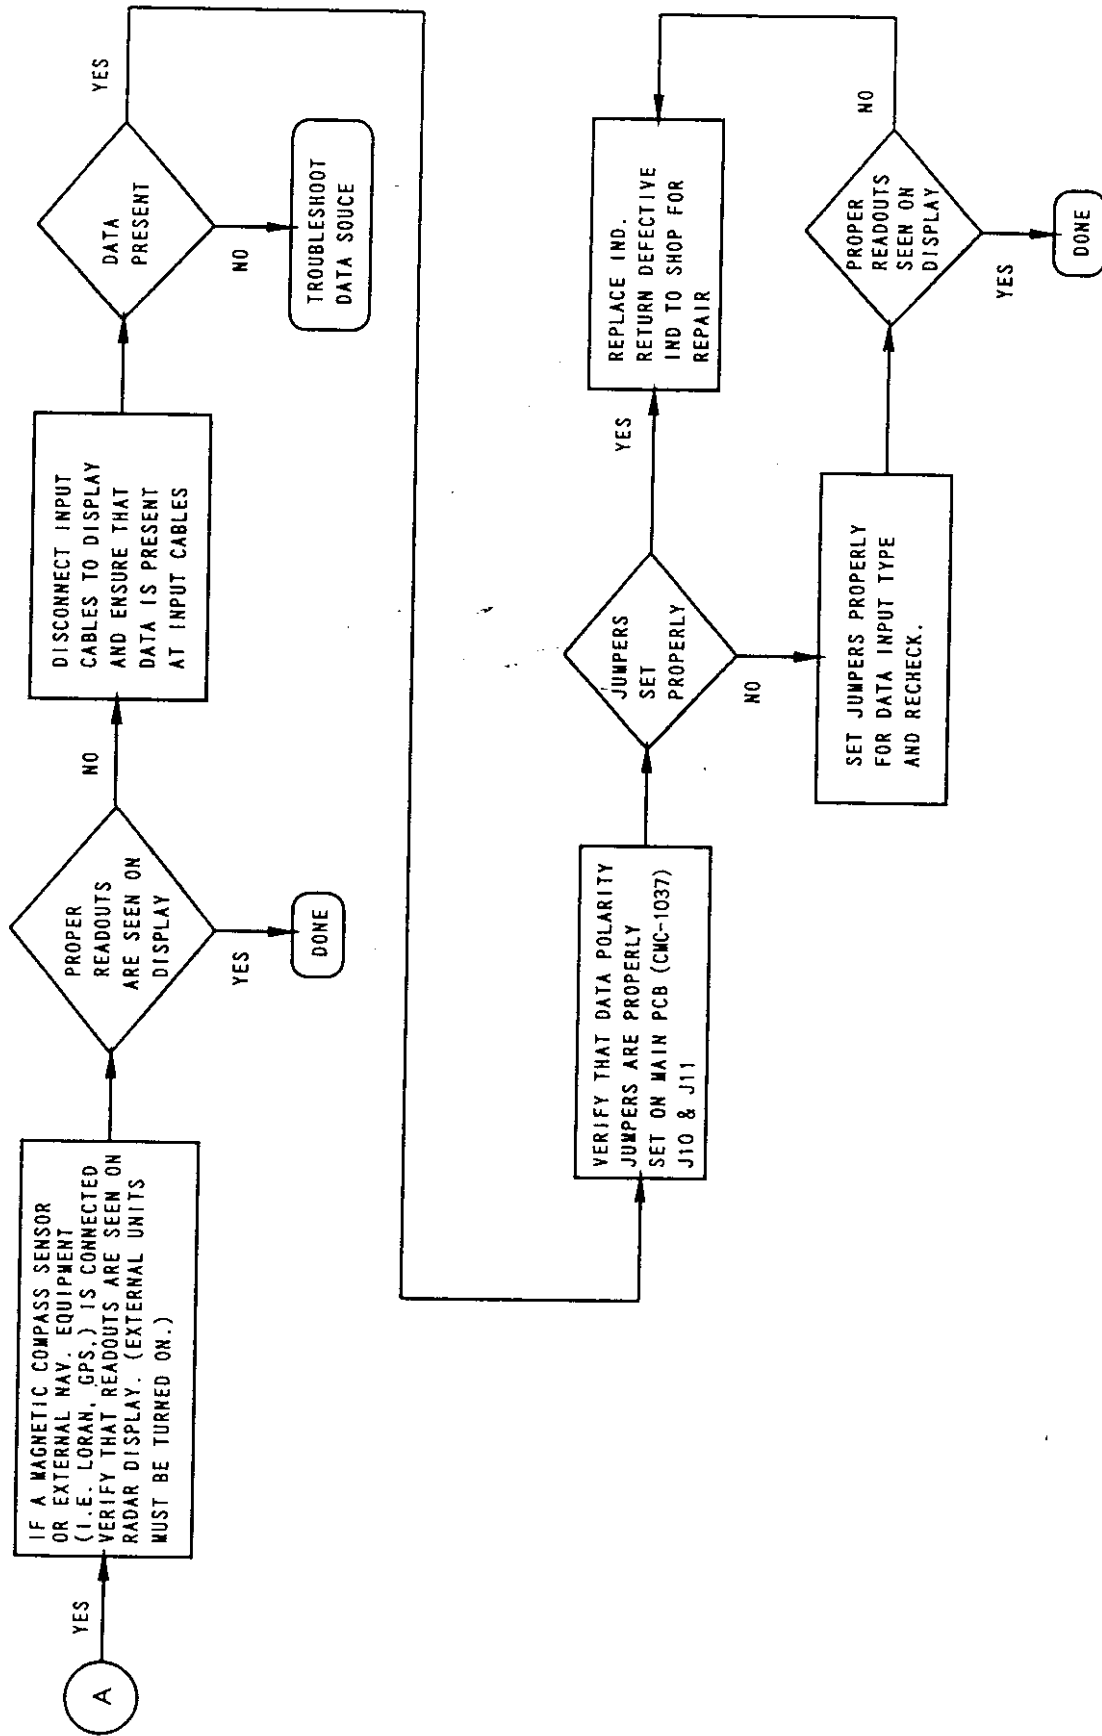 A
YES
IF A MAGNETIC COMPASS SENSOR
OR EXTERNAL NAV. EQUIPMENT
(I.E. LORAN, GPS,) IS CONNECTED
VERIFY THAT READOUTS ARE SEEN ON
RADAR DISPLAY. (EXTERNAL UNITS
MUST BE TURNED ON.)
PROPER
READOUTS
ARE SEEN ON
DISPLAY
YES
DONE
NO
DISCONNECT INPUT
CABLES TO DISPLAY
AND ENSURE THAT
DATA IS PRESENT
AT INPUT CABLES
DATA
PRESENT
NO
TROUBLESHOOT
DATA SOUCE
YES
VERIFY THAT DATA POLARITY
JUMPERS ARE PROPERLY
SET ON MAIN PCB (CMC-1037)
J10 & J11
JUMPERS
SET
PROPERLY
YES
REPLACE IND.
RETURN DEFECTIVE
IND TO SHOP FOR
REPAIR
NO
SET JUMPERS PROPERLY
FOR DATA INPUT TYPE
AND RECHECK.
PROPER
READOUTS
SEEN ON
DISPLAY
NO
YES
DONE